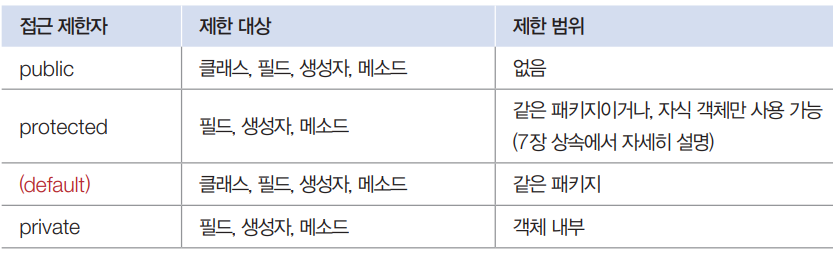 접근 제한자 제한 대상 제한 범위
public 클래스, 필드, 생성자, 메소드 없음
protected 필드, 생성자, 메소드 같은 패키지이거나, 자식 객체만 사용 가능
(7장 상속에서 자세히 설명)
(default) 클래스, 필드, 생성자, 메소드 같은 패키지
private 필드, 생성자, 메소드 객체 내부